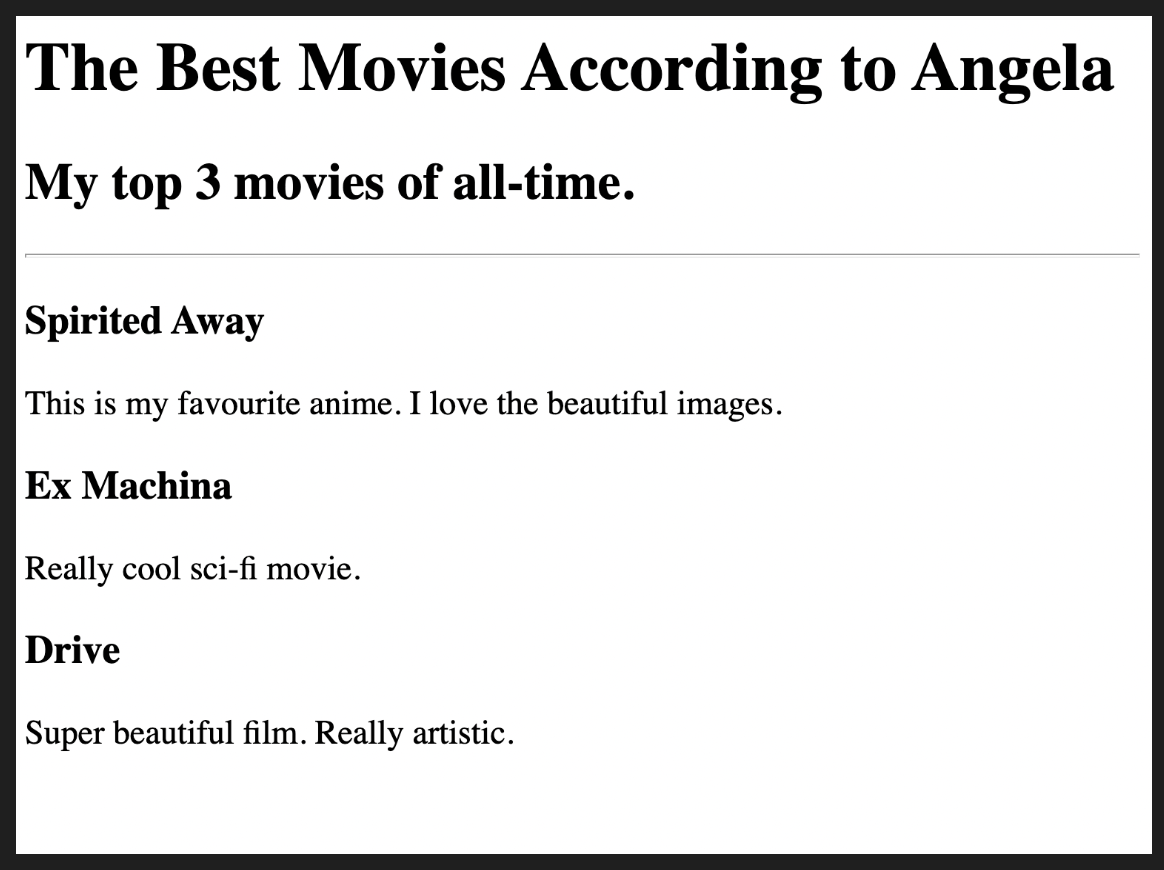 The Best Movies According to Angela
My top 3 movies of all-time.
Spirited Away
This is my favourite anime. I love the beautiful images.
Ex Machina
Really cool sci-fi movie.
Drive
Super beautiful film. Really artistic.